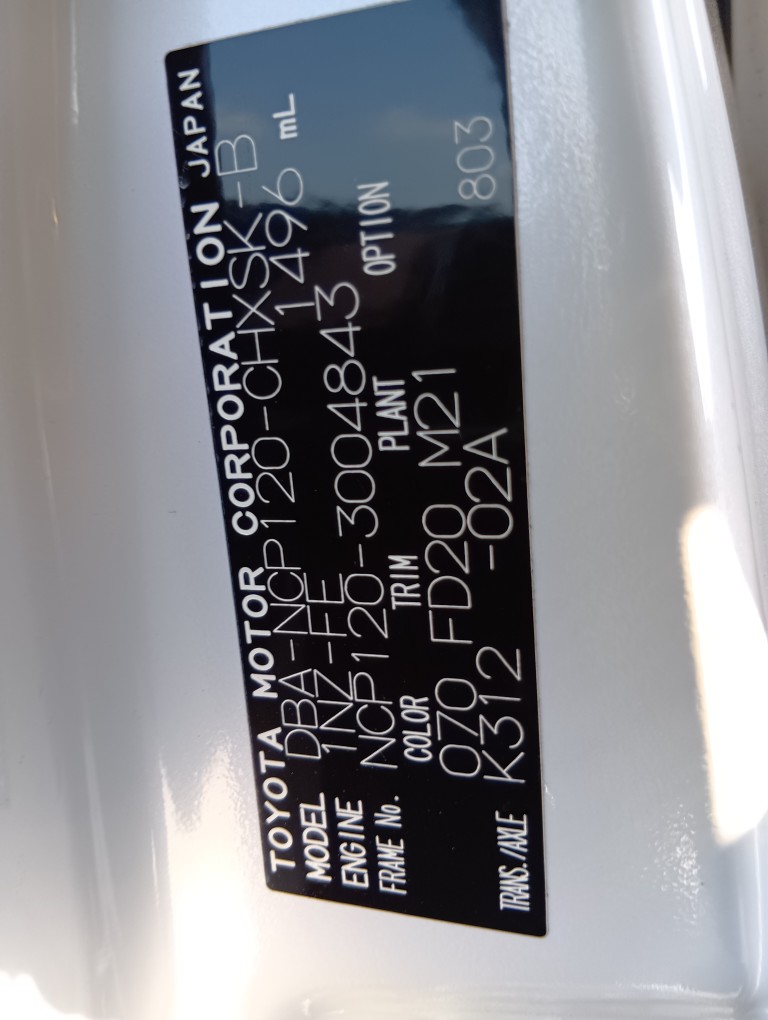 TOYOTA MOTOR CORPORATION JAPAN
MODEL DBA-NCP120-CHXSK-B
ENGINE 1NZ-FE 1496 mL
FRAME No. NCP120-3004843
COLOR TRIM PLANT OPTION
070 FD20 M21 803
TRANS./AXLE K312 -02A